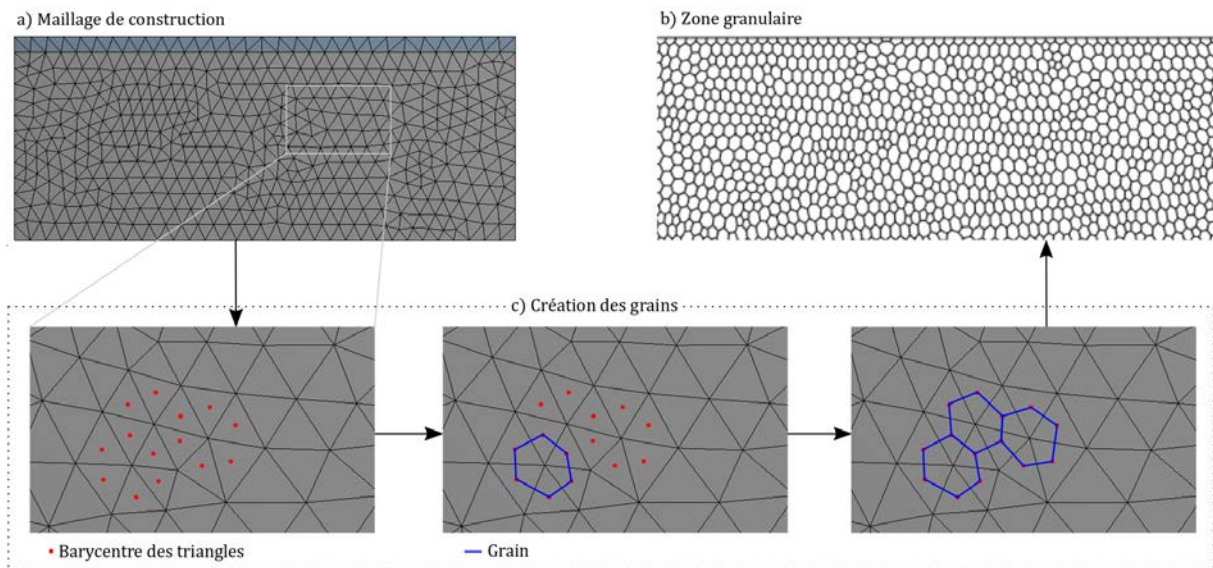 a) Maillage de construction
b) Zone granulaire
c) Création des grains
Barycentre des triangles
Grain